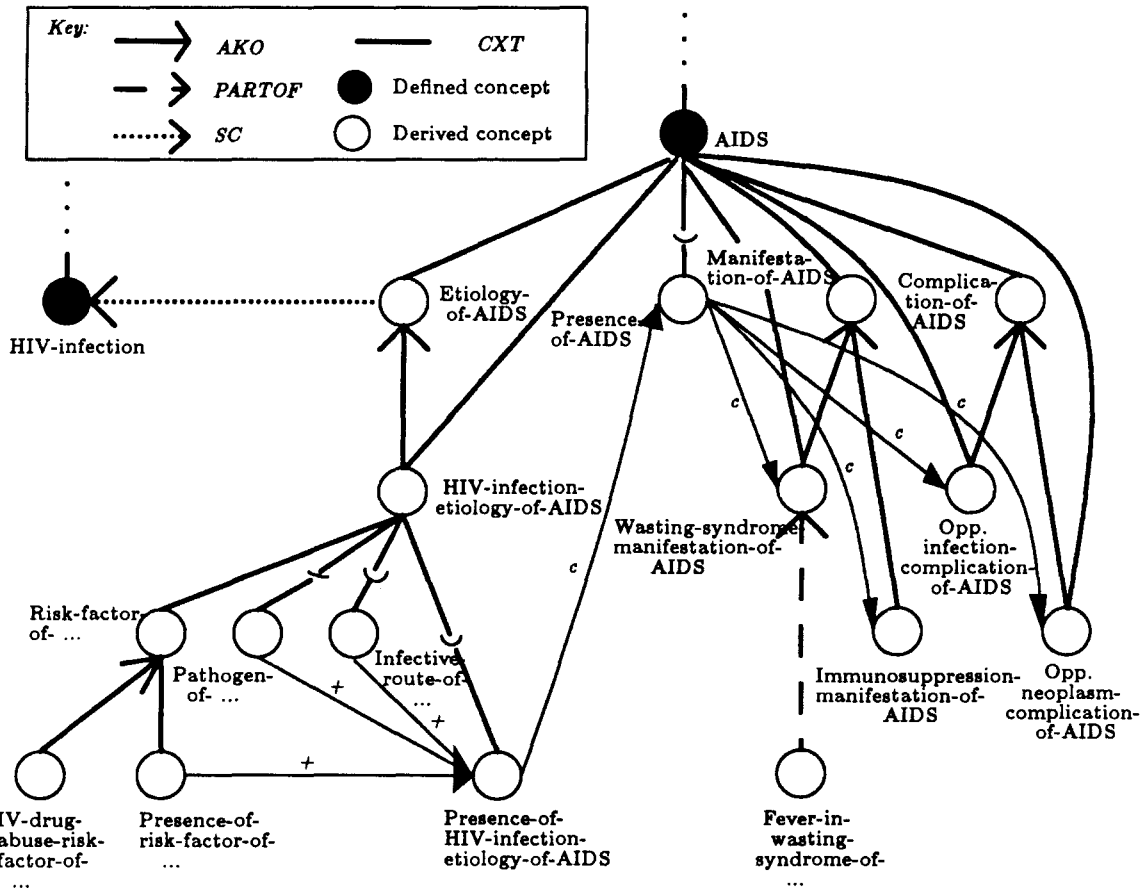 Key:
AKO
CXT
PARTOF
Defined concept
SC
Derived concept
AIDS
HIV-infection
Etiology-
of-AIDS
Presence-
of-AIDS
Manifesta-
tion-of-AIDS
Complica-
tion-of-
AIDS
c
c
c
c
c
HIV-infection-
etiology-of-AIDS
Wasting-syndrome-
manifestation-of-
AIDS
Opp.
infection-
complication-
of-AIDS
Risk-factor-
of- ...
Pathogen-
of- ...
Infective-
route-of-
...
+
+
+
Immunosuppression-
manifestation-of-
AIDS
Opp.
neoplasm-
complication-
of-AIDS
IV-drug-
abuse-risk-
factor-of-
...
Presence-of-
risk-factor-of-
...
Presence-of-
HIV-infection-
etiology-of-AIDS
Fever-in-
wasting-
syndrome-of-
...